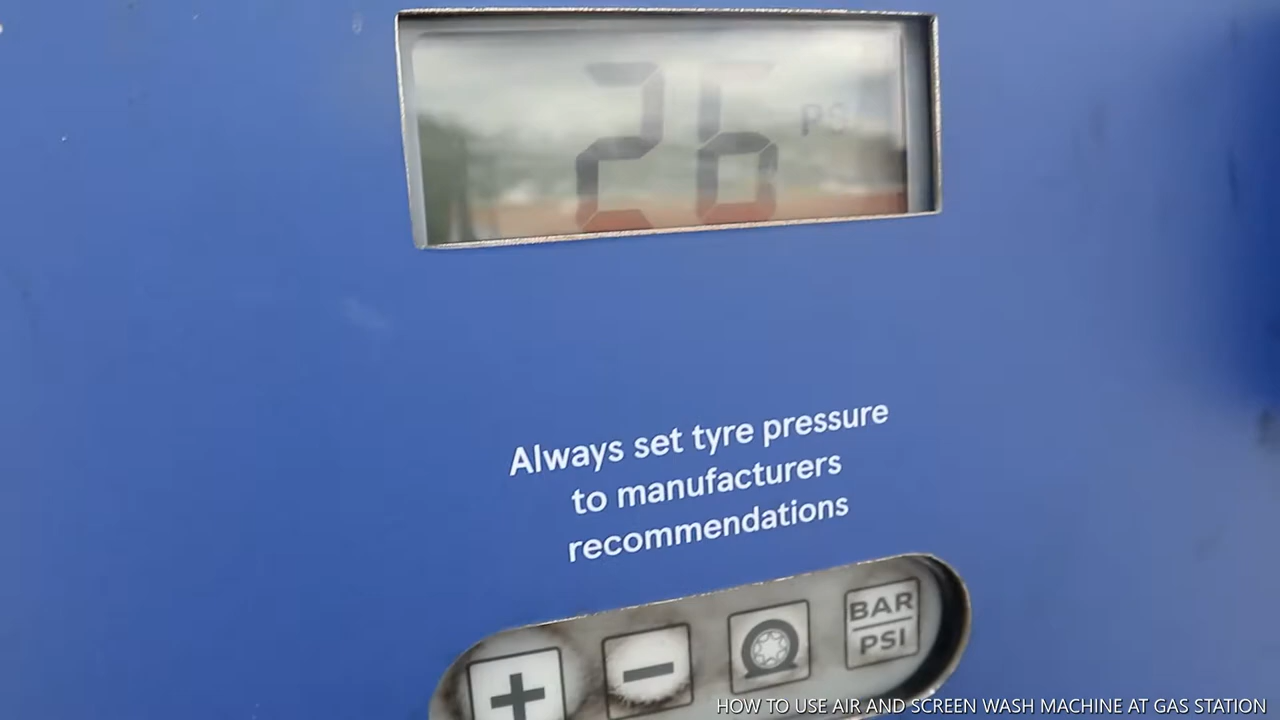 26 PSI
Always set tyre pressure
to manufacturers
recommendations
+ - BAR
PSI
HOW TO USE AIR AND SCREEN WASH MACHINE AT GAS STATION